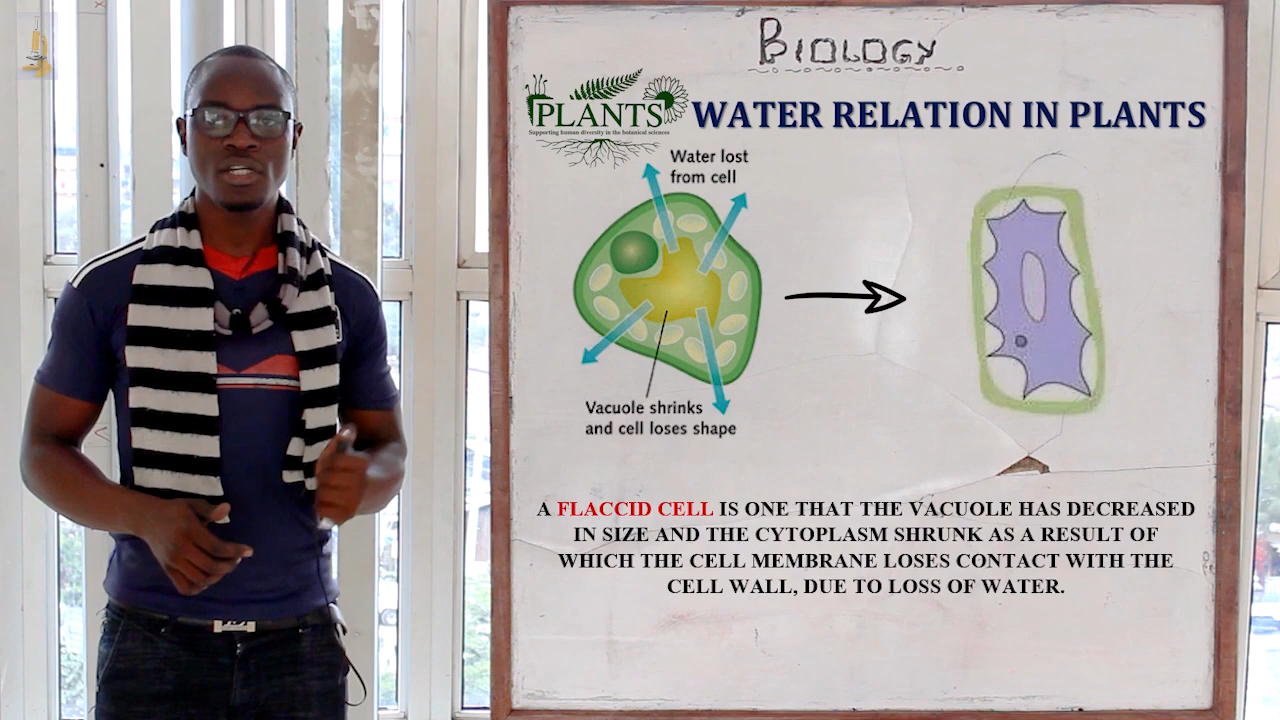 BIOLOGY
PLANTS
Supporting human diversity in the botanical sciences
WATER RELATION IN PLANTS
Water lost
from cell
Vacuole shrinks
and cell loses shape
A FLACCID CELL IS ONE THAT THE VACUOLE HAS DECREASED
IN SIZE AND THE CYTOPLASM SHRUNK AS A RESULT OF
WHICH THE CELL MEMBRANE LOSES CONTACT WITH THE
CELL WALL, DUE TO LOSS OF WATER.